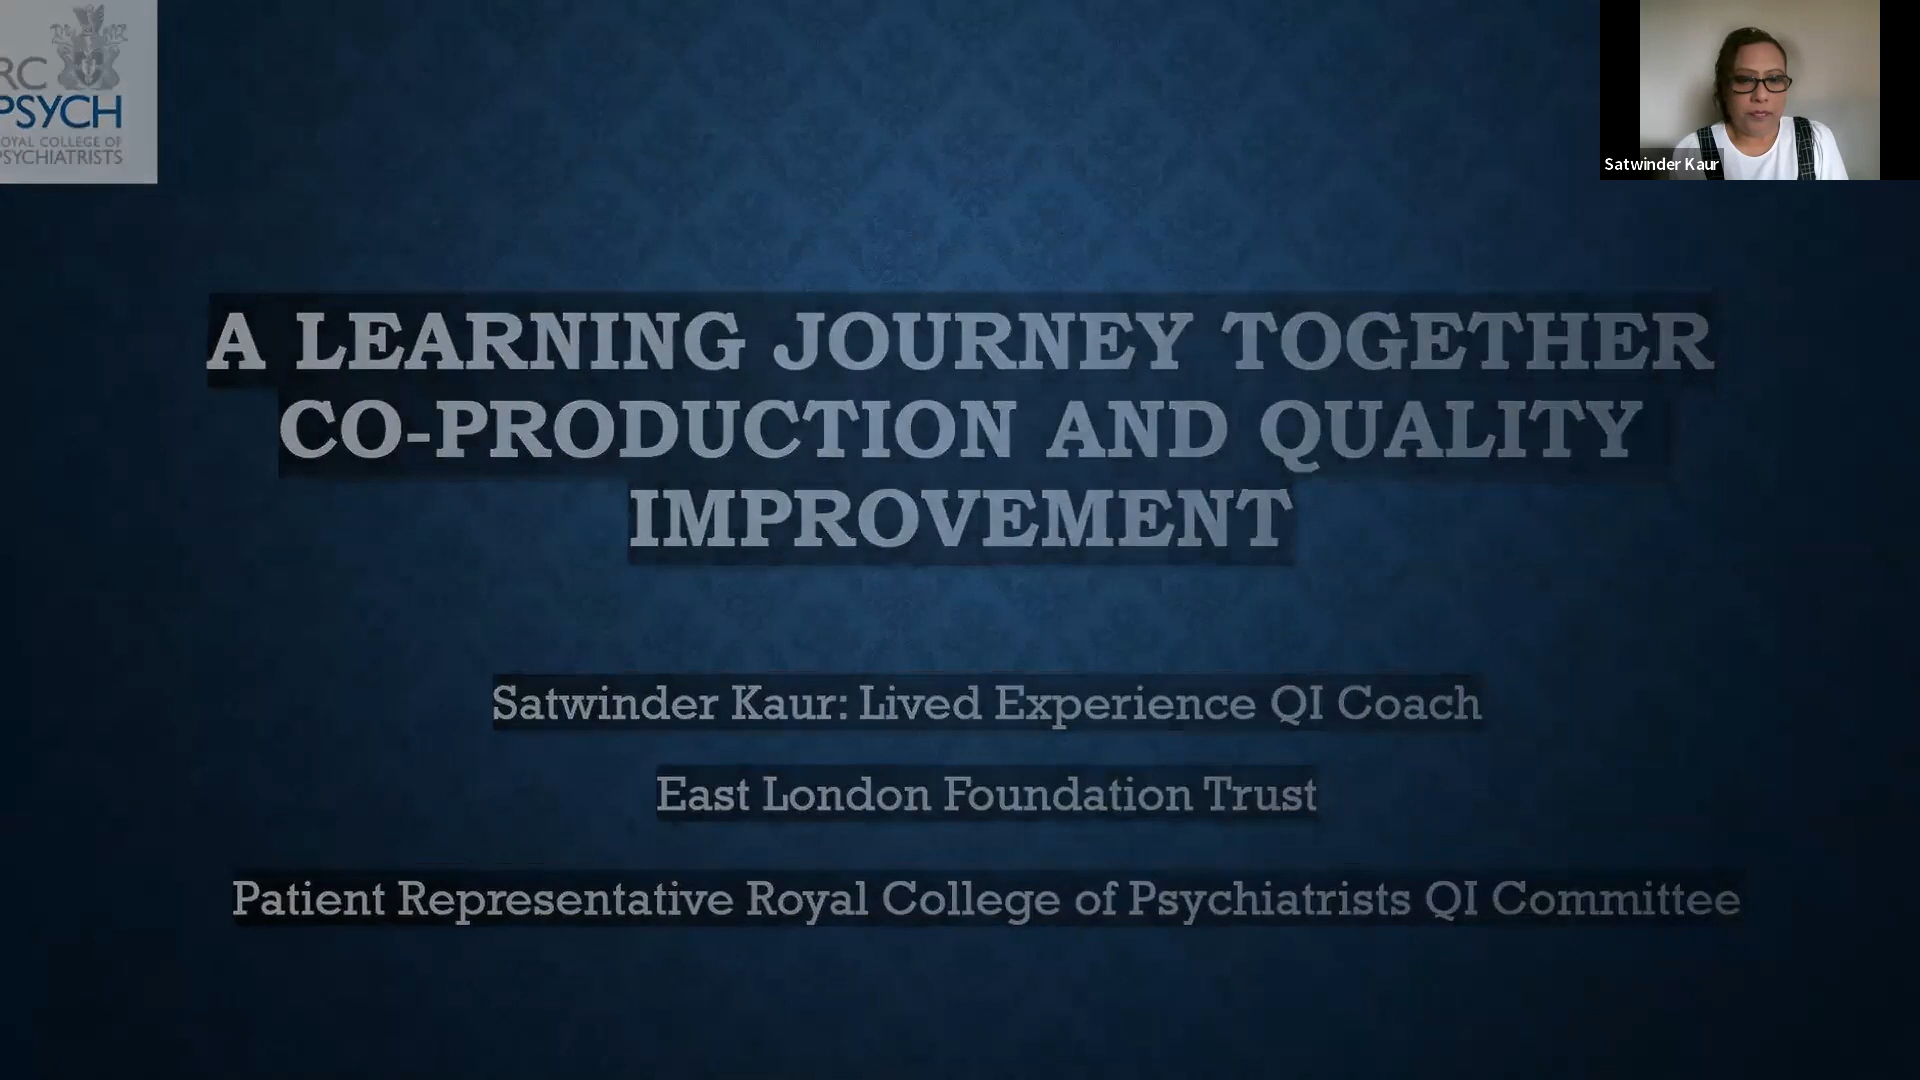 RC
PSYCH
ROYAL COLLEGE OF
PSYCHIATRISTS
Satwinder Kaur
A LEARNING JOURNEY TOGETHER
CO-PRODUCTION AND QUALITY
IMPROVEMENT
Satwinder Kaur: Lived Experience QI Coach
East London Foundation Trust
Patient Representative Royal College of Psychiatrists QI Committee